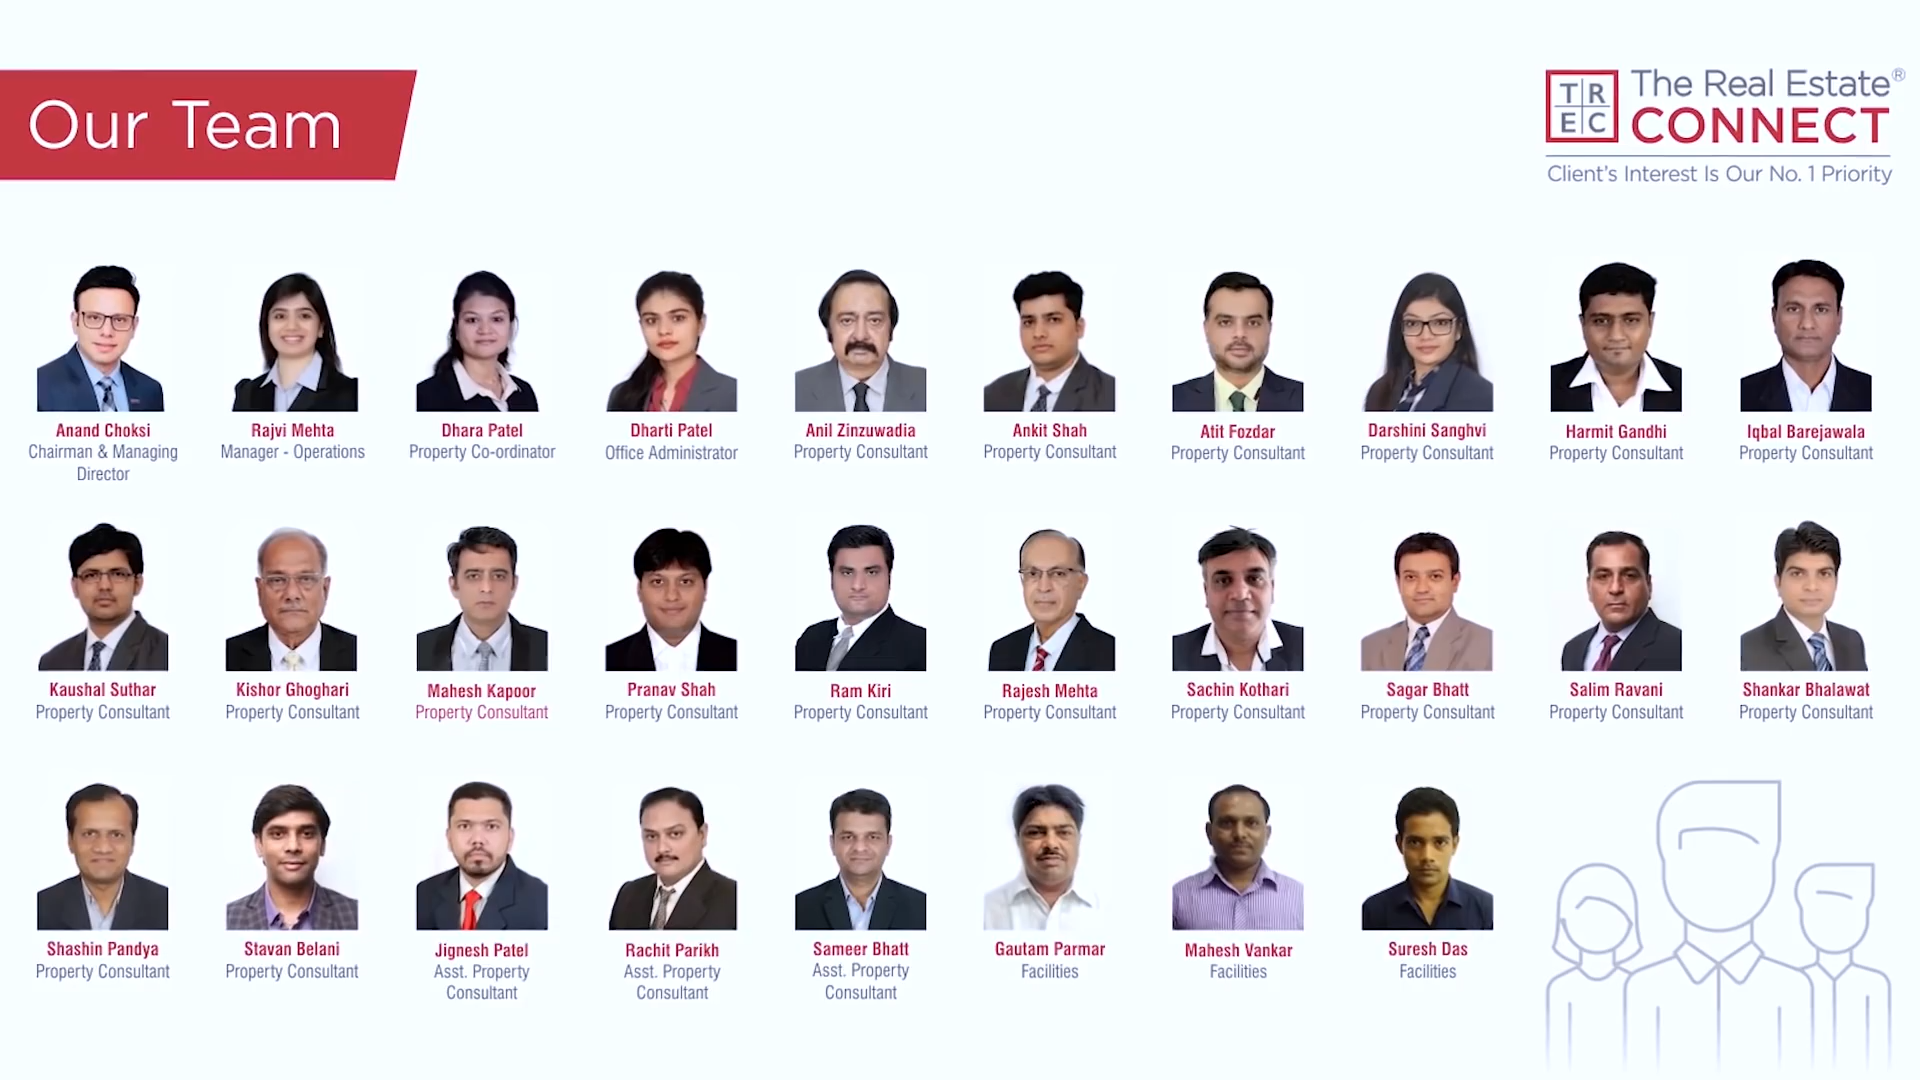 Our Team
T R
E C
The Real Estate®
CONNECT
Client's Interest Is Our No. 1 Priority
Anand Choksi
Chairman & Managing
Director
Rajvi Mehta
Manager - Operations
Dhara Patel
Property Co-ordinator
Dharti Patel
Office Administrator
Anil Zinzuwadia
Property Consultant
Ankit Shah
Property Consultant
Atit Fozdar
Property Consultant
Darshini Sanghvi
Property Consultant
Harmit Gandhi
Property Consultant
Iqbal Barejawala
Property Consultant
Kaushal Suthar
Property Consultant
Kishor Ghoghari
Property Consultant
Mahesh Kapoor
Property Consultant
Pranav Shah
Property Consultant
Ram Kiri
Property Consultant
Rajesh Mehta
Property Consultant
Sachin Kothari
Property Consultant
Sagar Bhatt
Property Consultant
Salim Ravani
Property Consultant
Shankar Bhalawat
Property Consultant
Shashin Pandya
Property Consultant
Stavan Belani
Property Consultant
Jignesh Patel
Asst. Property
Consultant
Rachit Parikh
Asst. Property
Consultant
Sameer Bhatt
Asst. Property
Consultant
Gautam Parmar
Facilities
Mahesh Vankar
Facilities
Suresh Das
Facilities